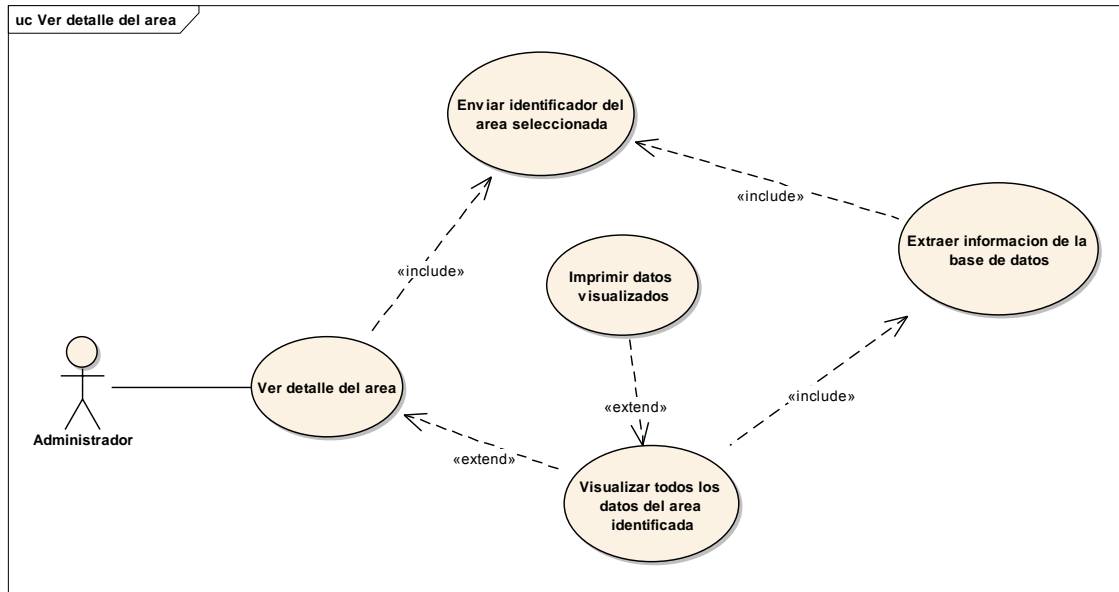 uc Ver detalle del area
Enviar identificador del
area seleccionada
«include»
Extraer informacion de la
base de datos
«include»
Imprimir datos
visualizados
Ver detalle del area
Administrador
«include»
«extend»
«extend»
Visualizar todos los
datos del area
identificada